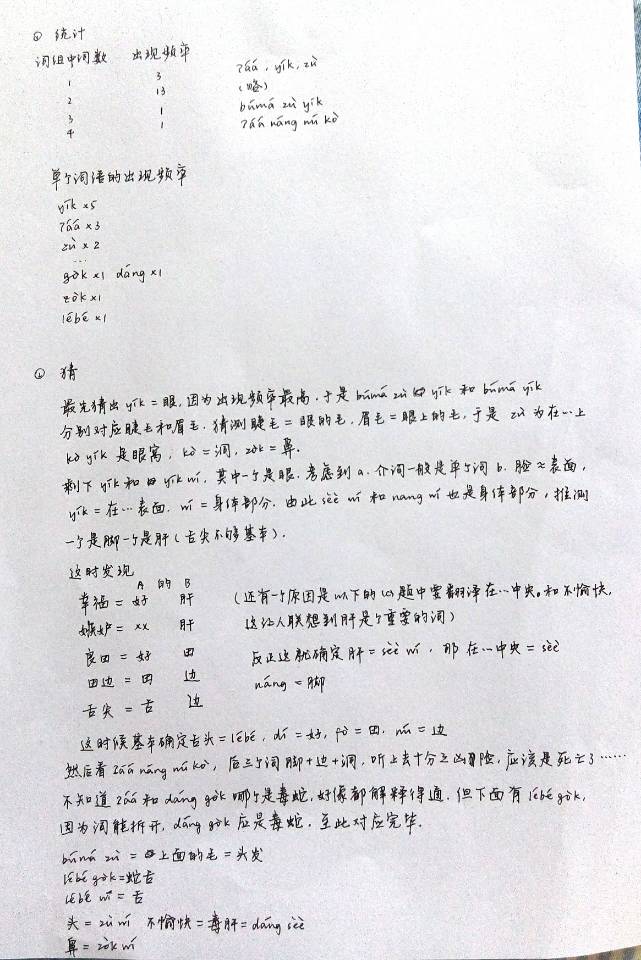 ② 统计
词组中词数 出现频率
1 3 ʔáá, yík, zù
2 13 (略)
3 1 búmá zù yík
4 1 ʔáá náng nú kò
单个词语的出现频率
yík ×5
ʔáá ×3
zù × 2
...
gòk ×1 dáng ×1
zòk ×1
lébé ×1
① 猜
最先猜出 yík = 眼, 因为出现频率最高. 于是 búmá zù yík 和 búmá yík
分别对应睫毛和眉毛. 猜测睫毛 = 眼的毛, 眉毛 = 眼上的毛, 于是 zù 为在…上
kò yík 是眼窝, kò = 洞, zòk = 鼻.
剩下 yík 和 yík wí, 其中一个是眼. 考虑到 a. 介词一般是单个词 b. 脸 ≈ 表面,
yík = 在…表面. wí = 身体部分. 由此 sèè wí 和 nang wí 也是身体部分, 推测
一个是脚一个是肝 (舌尖不够基本).
这时发现
A 的 B
幸福 = 好 肝 (还有一个原因是以下的(c)题中要翻译在…中央。和不愉快,
嫉妒 = xx 肝 这让人联想到肝是个重要的词)
良田 = 好 田 反正这就确定肝 = sèè wí, 那 在…中央 = sèè
田边 = 田 边 náng = 脚
舌尖 = 舌 边
这时候基本确定舌头 = lébé, dí = 好, fò = 田, nú = 边
然后看 ʔáá náng nú kò, 后三个词脚+边+洞, 听上去十分之凶险, 应该是死亡了……
不知道 ʔáá 和 dáng gòk 哪个是毒蛇, 好像都解释得通. 但下面有 lébé gòk,
因为词能拆开, dáng gòk 应是毒蛇, 至此对应完毕.
búmá zù = 上面的毛 = 头发
lébé gòk = 蛇舌
lébé wí = 舌
头 = zù wí 不愉快 = 毒肝 = dáng sèè
鼻 = zòk wí